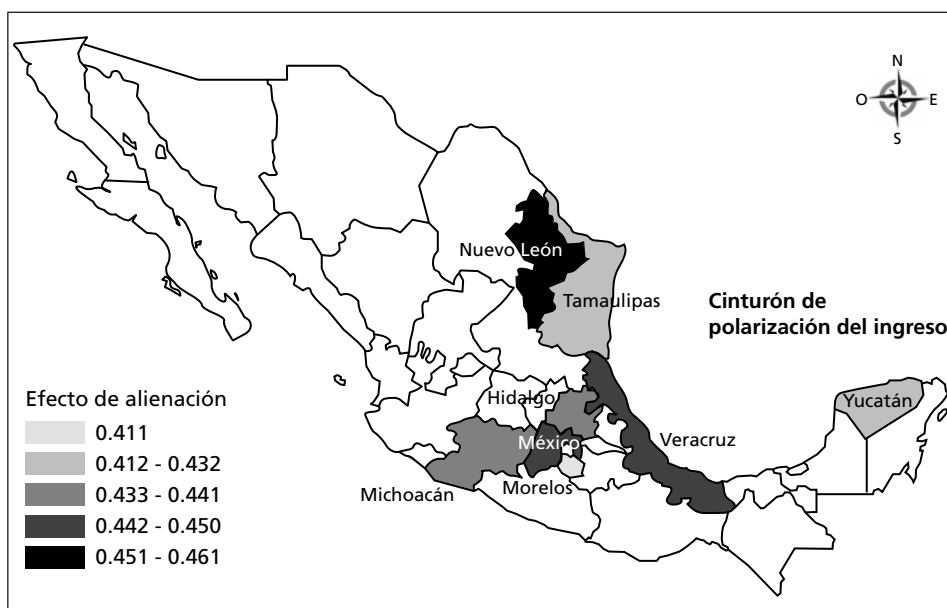 N
O
E
S
Nuevo León
Tamaulipas
Cinturón de
polarización del ingreso
Efecto de alienación
0.411
0.412 - 0.432
0.433 - 0.441
0.442 - 0.450
0.451 - 0.461
Hidalgo
México
Michoacán
Morelos
Veracruz
Yucatán